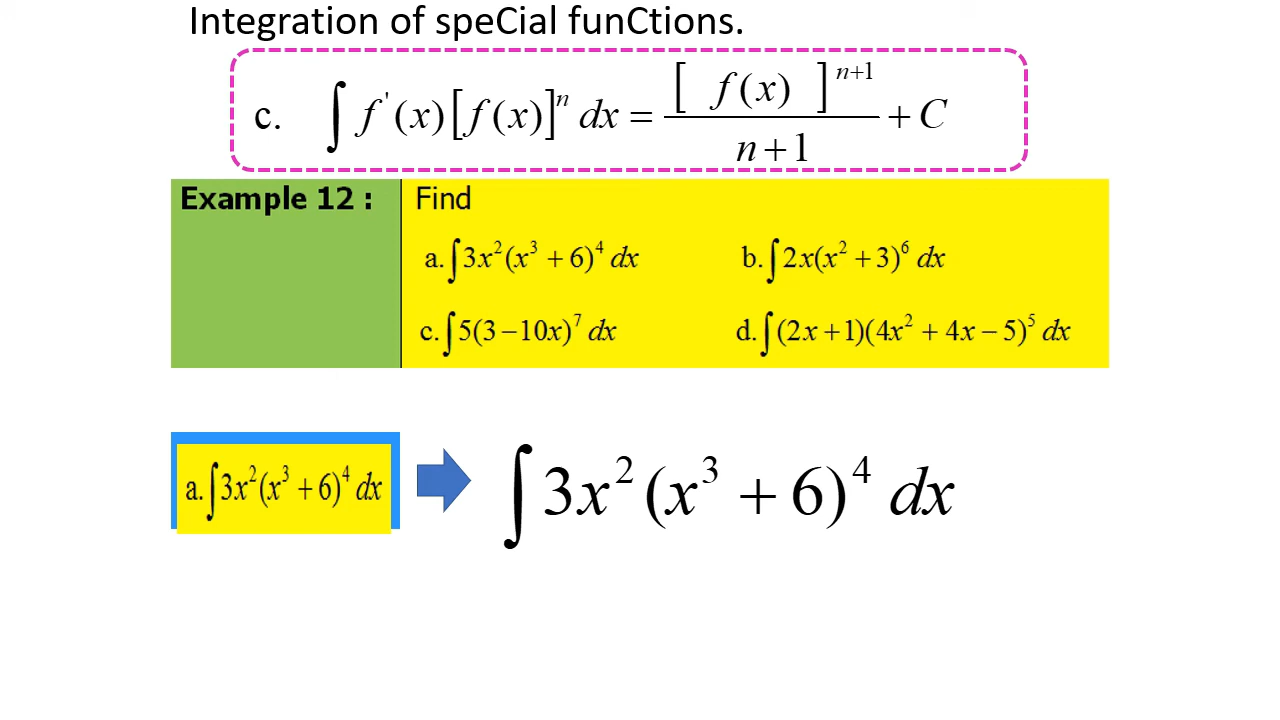 Integration of speCial funCtions.
c. ∫ f'(x)[f(x)]ⁿ dx = [ f(x) ]ⁿ⁺¹ / n+1 + C
Example 12 : Find
a. ∫3x²(x³ + 6)⁴ dx b. ∫2x(x² + 3)⁶ dx
c. ∫5(3 − 10x)⁷ dx d. ∫(2x + 1)(4x² + 4x − 5)⁵ dx
a. ∫3x²(x³ + 6)⁴ dx ∫ 3x² (x³ + 6)⁴ dx